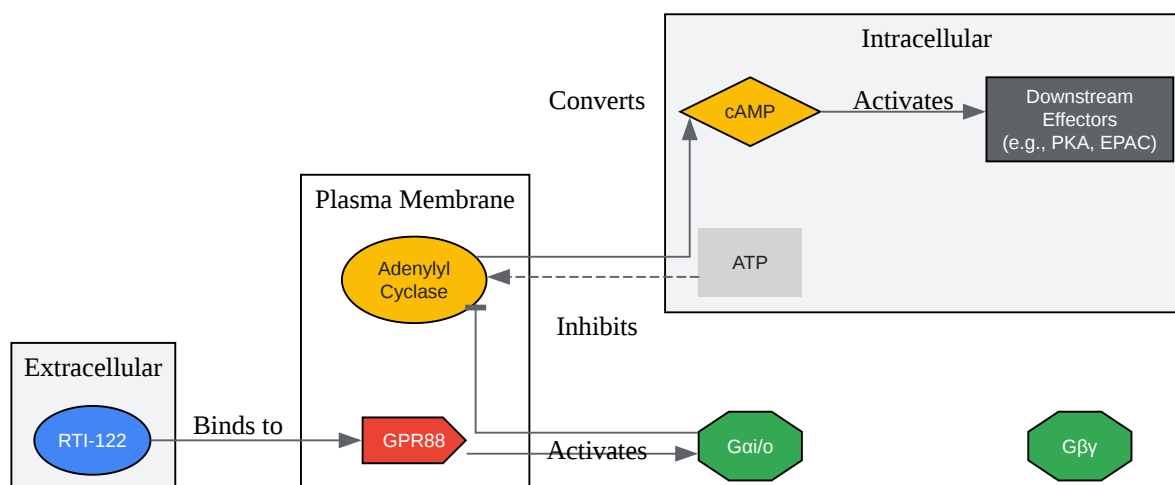 Intracellular
Converts
cAMP
Activates
Downstream
Effectors
(e.g., PKA, EPAC)
Plasma Membrane
Adenylyl
Cyclase
ATP
Inhibits
Extracellular
RTI-122
Binds to
GPR88
Activates
Gαi/o
Gβγ